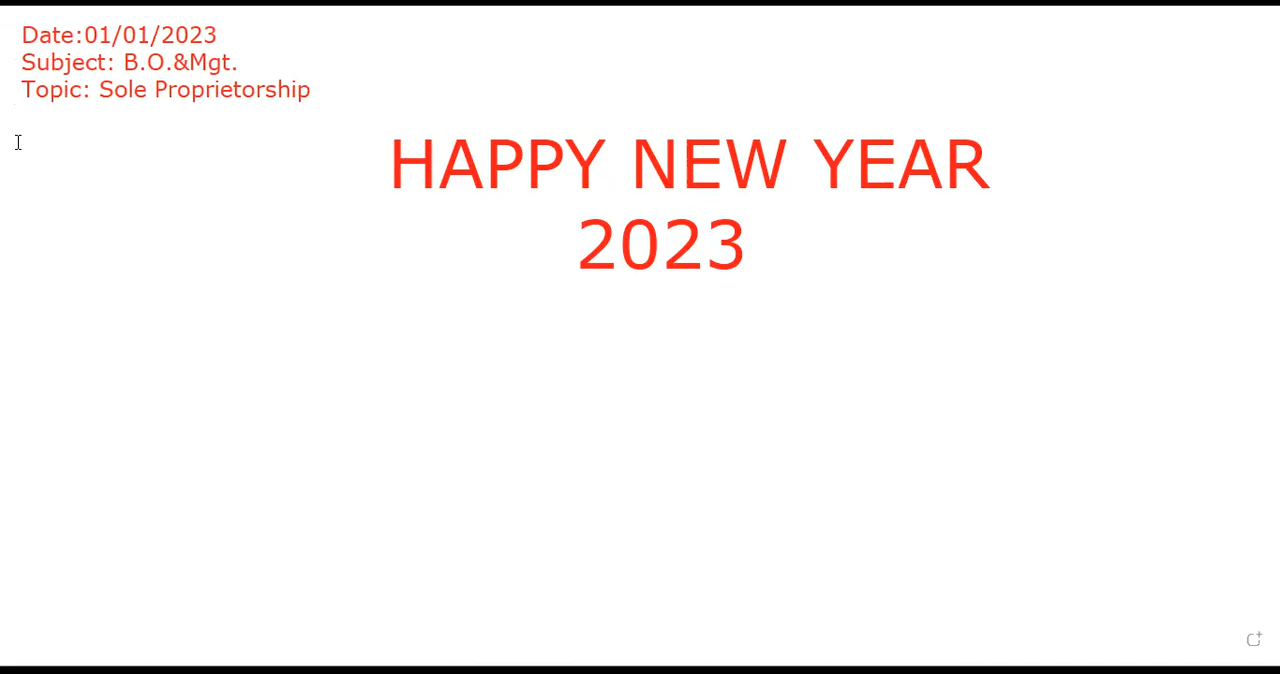 Date:01/01/2023
Subject: B.O.&Mgt.
Topic: Sole Proprietorship
HAPPY NEW YEAR
2023